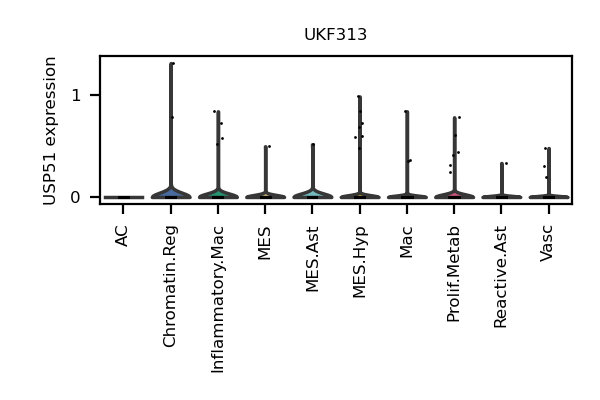 UKF313
USP51 expression
1
0
AC
Chromatin.Reg
Inflammatory.Mac
MES
MES.Ast
MES.Hyp
Mac
Prolif.Metab
Reactive.Ast
Vasc